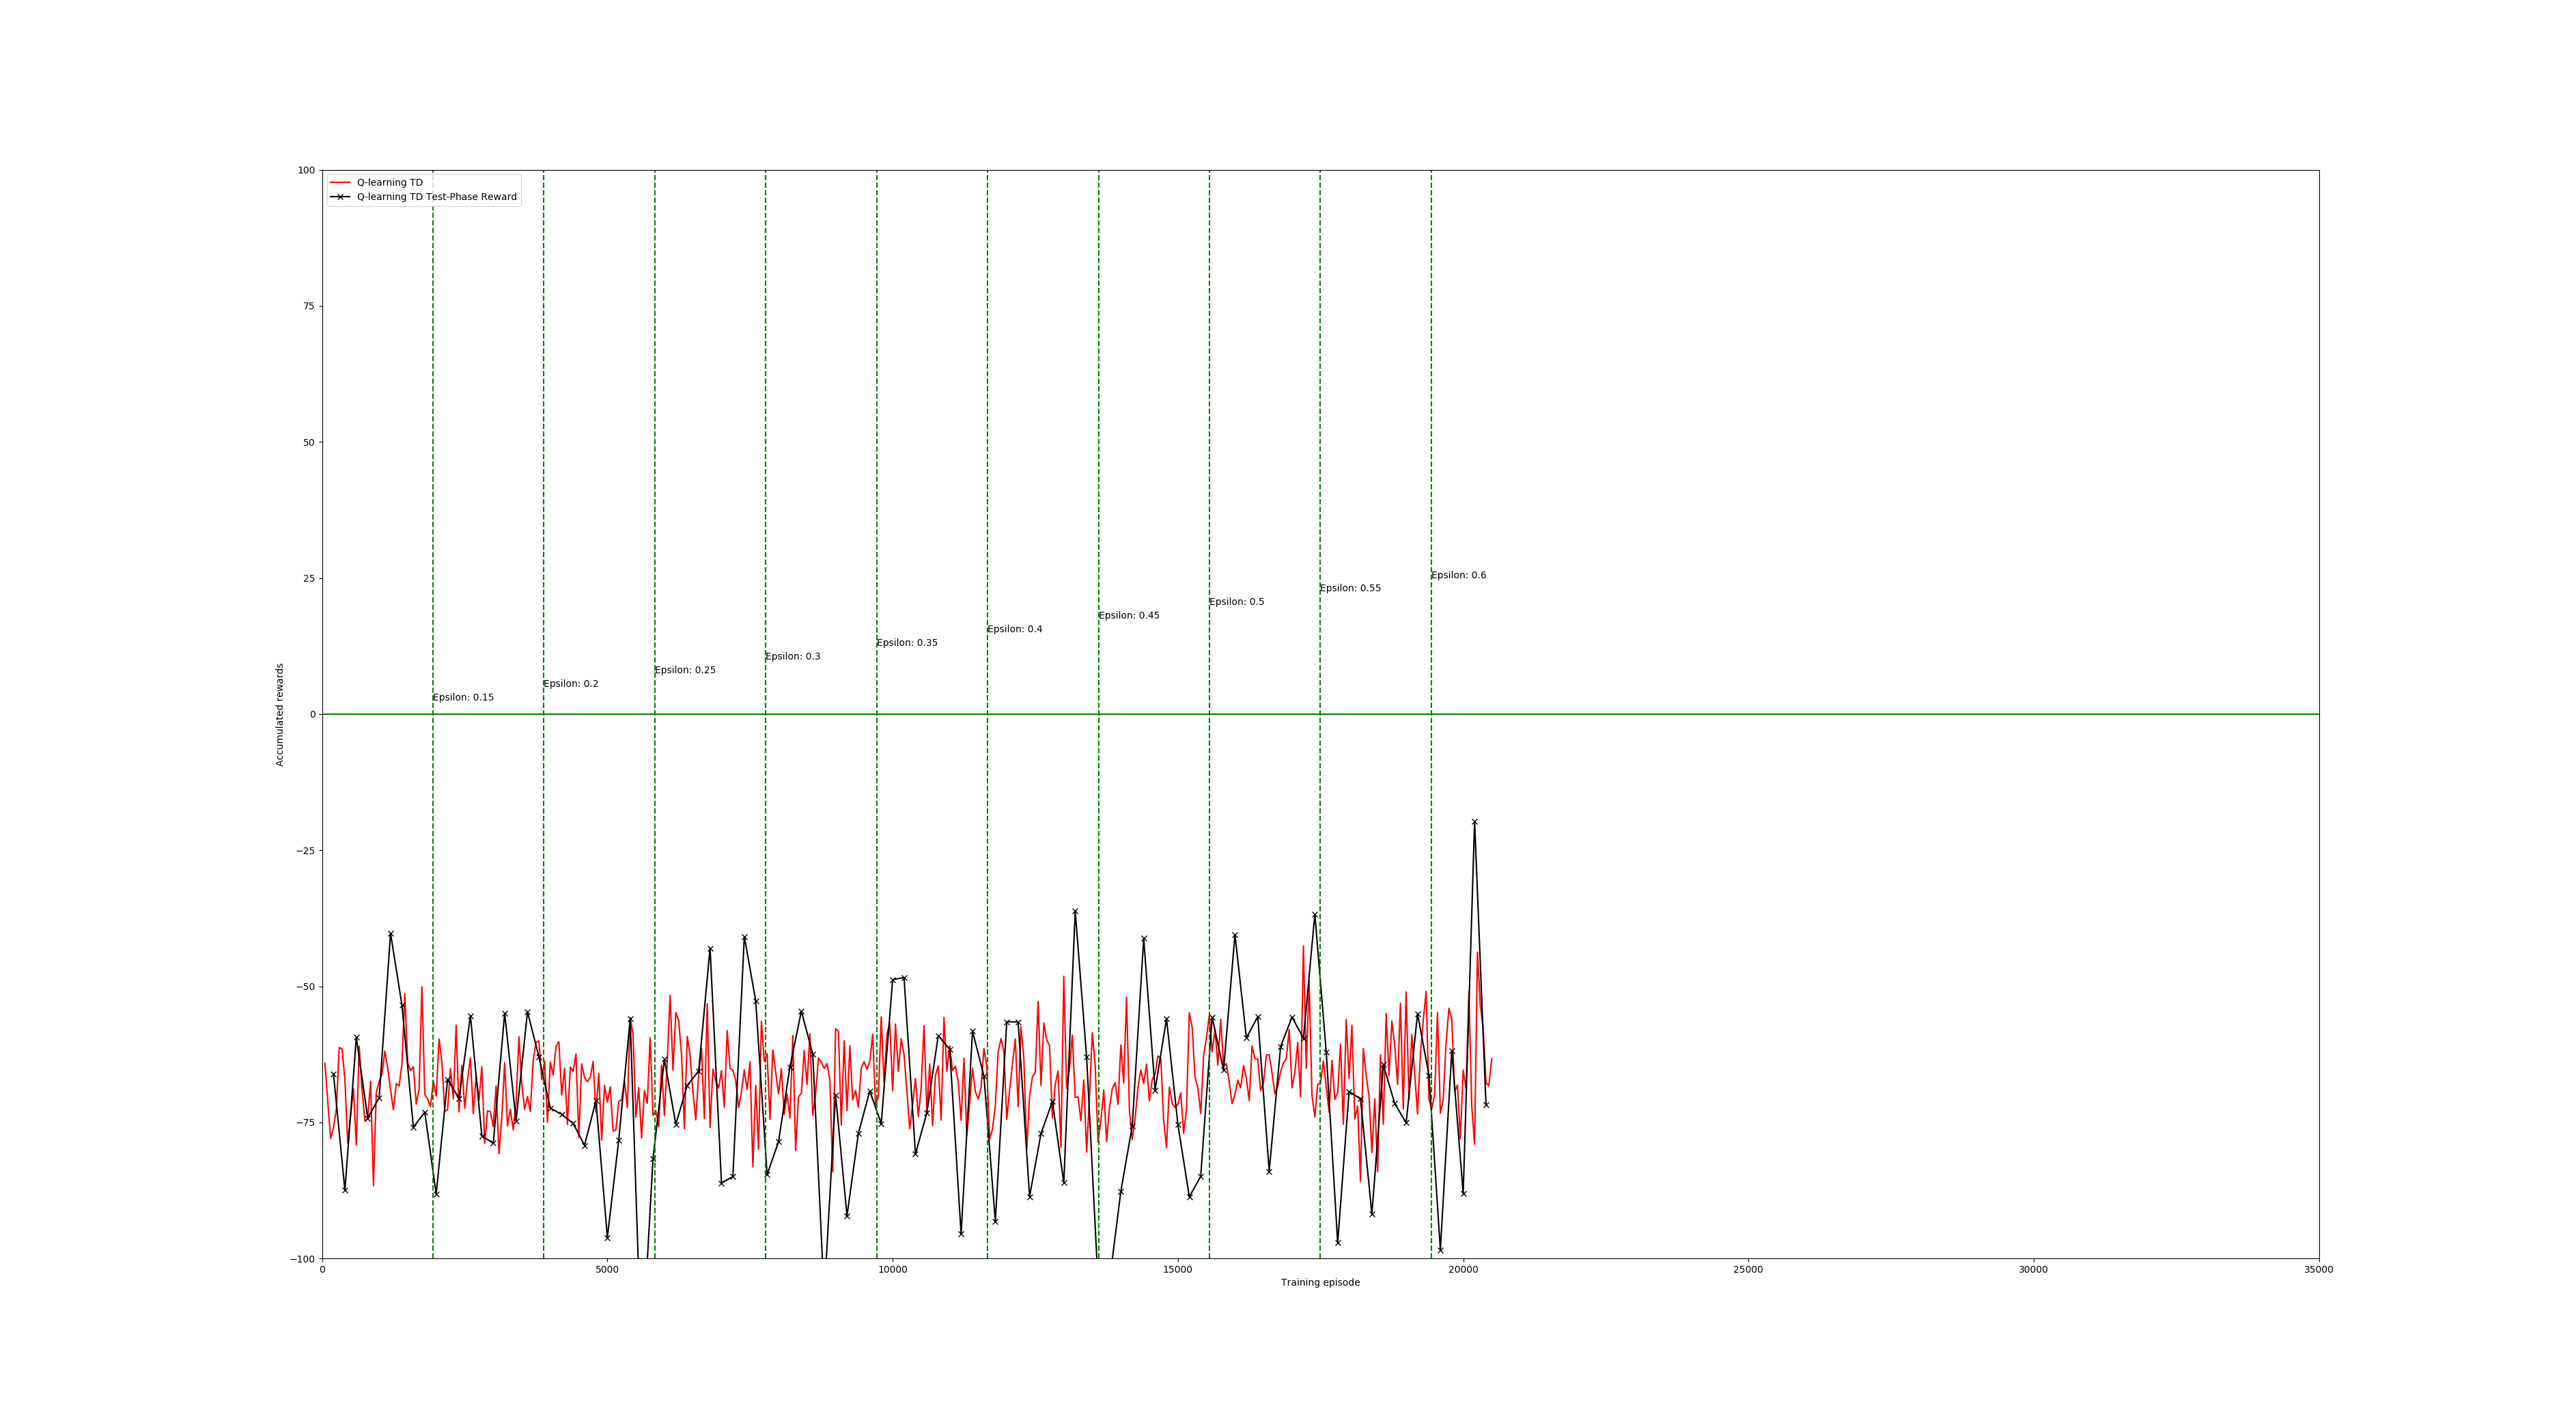 Q-learning TD
Q-learning TD Test-Phase Reward
100
75
50
25
0
−25
−50
−75
−100
Accumulated rewards
Epsilon: 0.15
Epsilon: 0.2
Epsilon: 0.25
Epsilon: 0.3
Epsilon: 0.35
Epsilon: 0.4
Epsilon: 0.45
Epsilon: 0.5
Epsilon: 0.55
Epsilon: 0.6
0 5000 10000 15000 20000 25000 30000 35000
Training episode